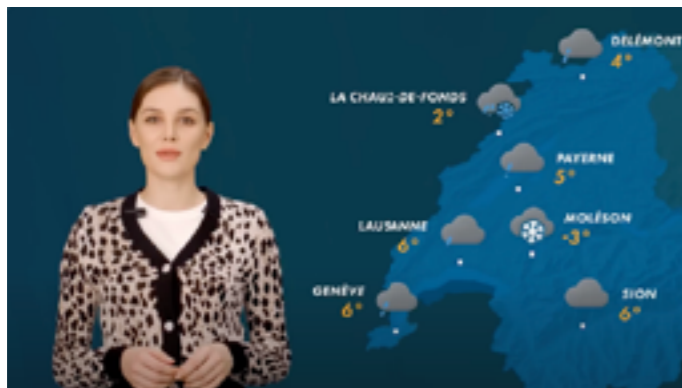 DELÉMONT
4°
LA CHAUX-DE-FONDS
2°
PAYERNE
5°
LAUSANNE
6°
MOLÉSON
-3°
GENÈVE
6°
SION
6°